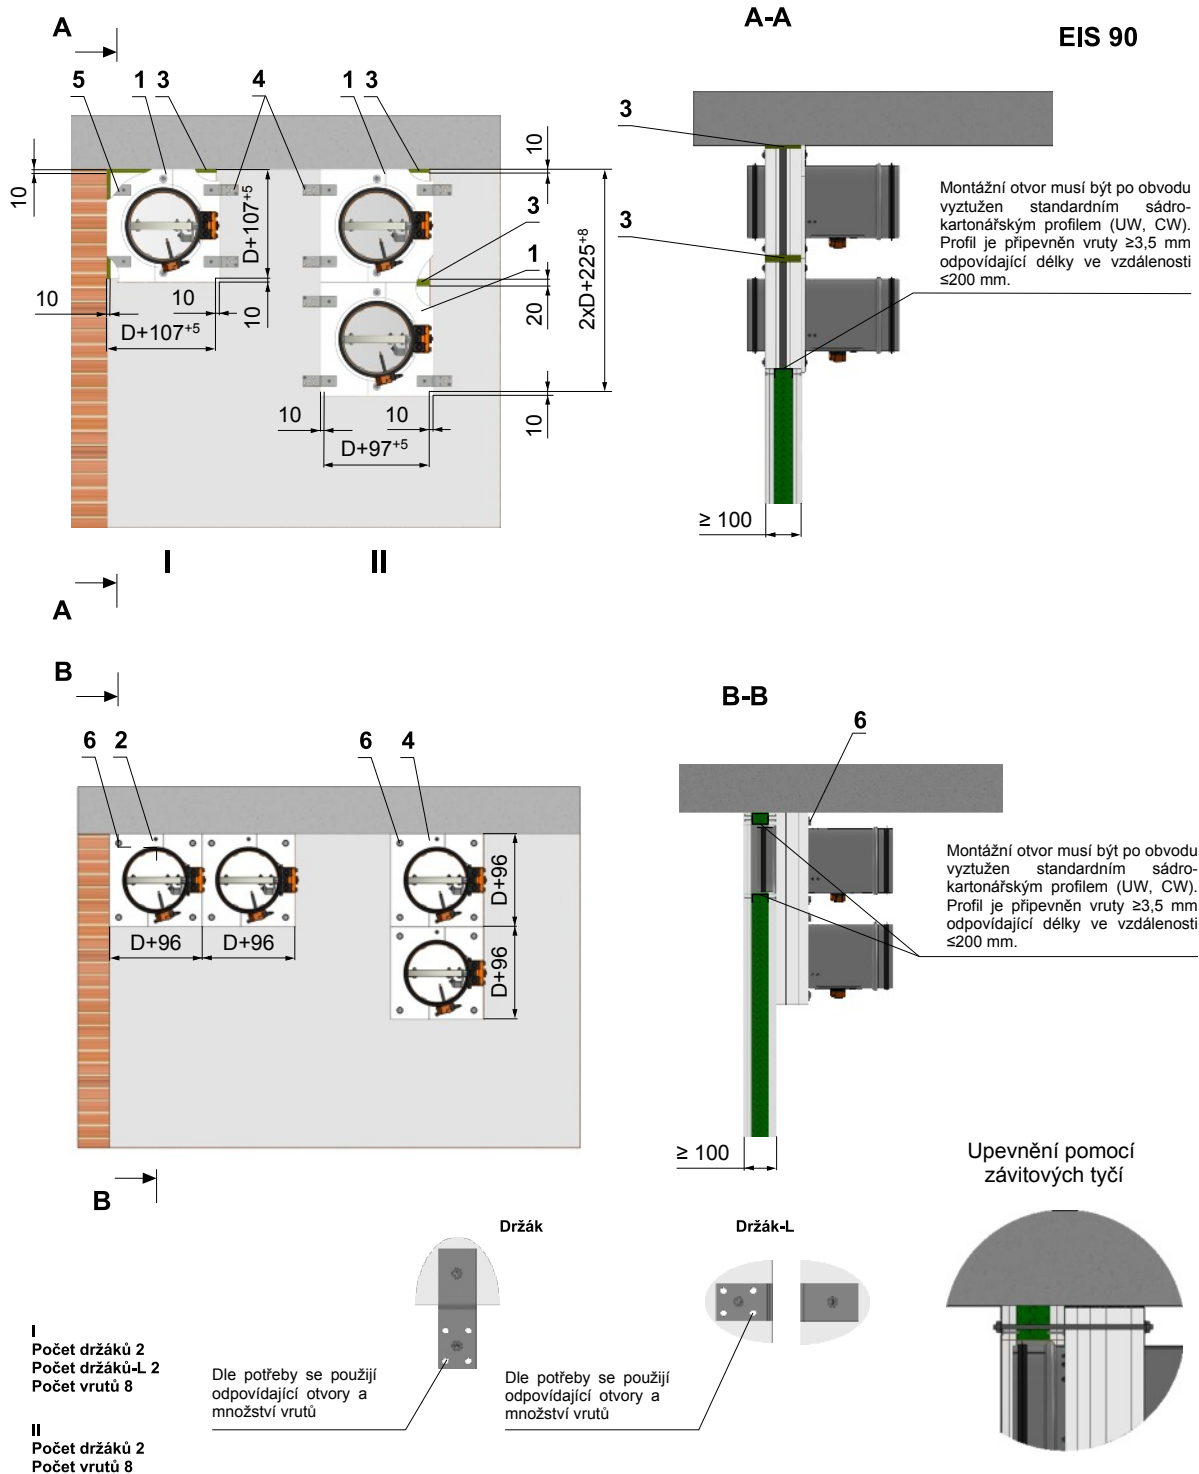 A
A-A
EIS 90
5
1 3
4
1 3
10
3
10
D+107+5
3
1
2xD+225+8
3
Montážní otvor musí být po obvodu
vyztužen standardním sádro-
kartonářským profilem (UW, CW).
Profil je připevněn vruty ≥3,5 mm
odpovídající délky ve vzdálenosti
≤200 mm.
10
10
10
20
D+107+5
10
10
10
D+97+5
≥ 100
I
II
A
B
B-B
6
2
6
4
6
D+96
D+96
D+96
D+96
Montážní otvor musí být po obvodu
vyztužen standardním sádro-
kartonářským profilem (UW, CW).
Profil je připevněn vruty ≥3,5 mm
odpovídající délky ve vzdálenosti
≤200 mm.
≥ 100
B
Upevnění pomocí
závitových tyčí
Držák
Držák-L
I
Počet držáků 2
Počet držáků-L 2
Počet vrutů 8
Dle potřeby se použijí
odpovídající otvory a
množství vrutů
Dle potřeby se použijí
odpovídající otvory a
množství vrutů
II
Počet držáků 2
Počet vrutů 8